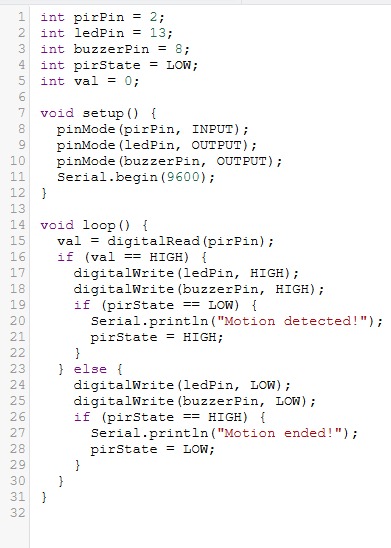 1 int pirPin = 2;
2 int ledPin = 13;
3 int buzzerPin = 8;
4 int pirState = LOW;
5 int val = 0;
6
7 void setup() {
8   pinMode(pirPin, INPUT);
9   pinMode(ledPin, OUTPUT);
10   pinMode(buzzerPin, OUTPUT);
11   Serial.begin(9600);
12 }
13
14 void loop() {
15   val = digitalRead(pirPin);
16   if (val == HIGH) {
17     digitalWrite(ledPin, HIGH);
18     digitalWrite(buzzerPin, HIGH);
19     if (pirState == LOW) {
20       Serial.println("Motion detected!");
21       pirState = HIGH;
22     }
23   } else {
24     digitalWrite(ledPin, LOW);
25     digitalWrite(buzzerPin, LOW);
26     if (pirState == HIGH) {
27       Serial.println("Motion ended!");
28       pirState = LOW;
29     }
30   }
31 }
32